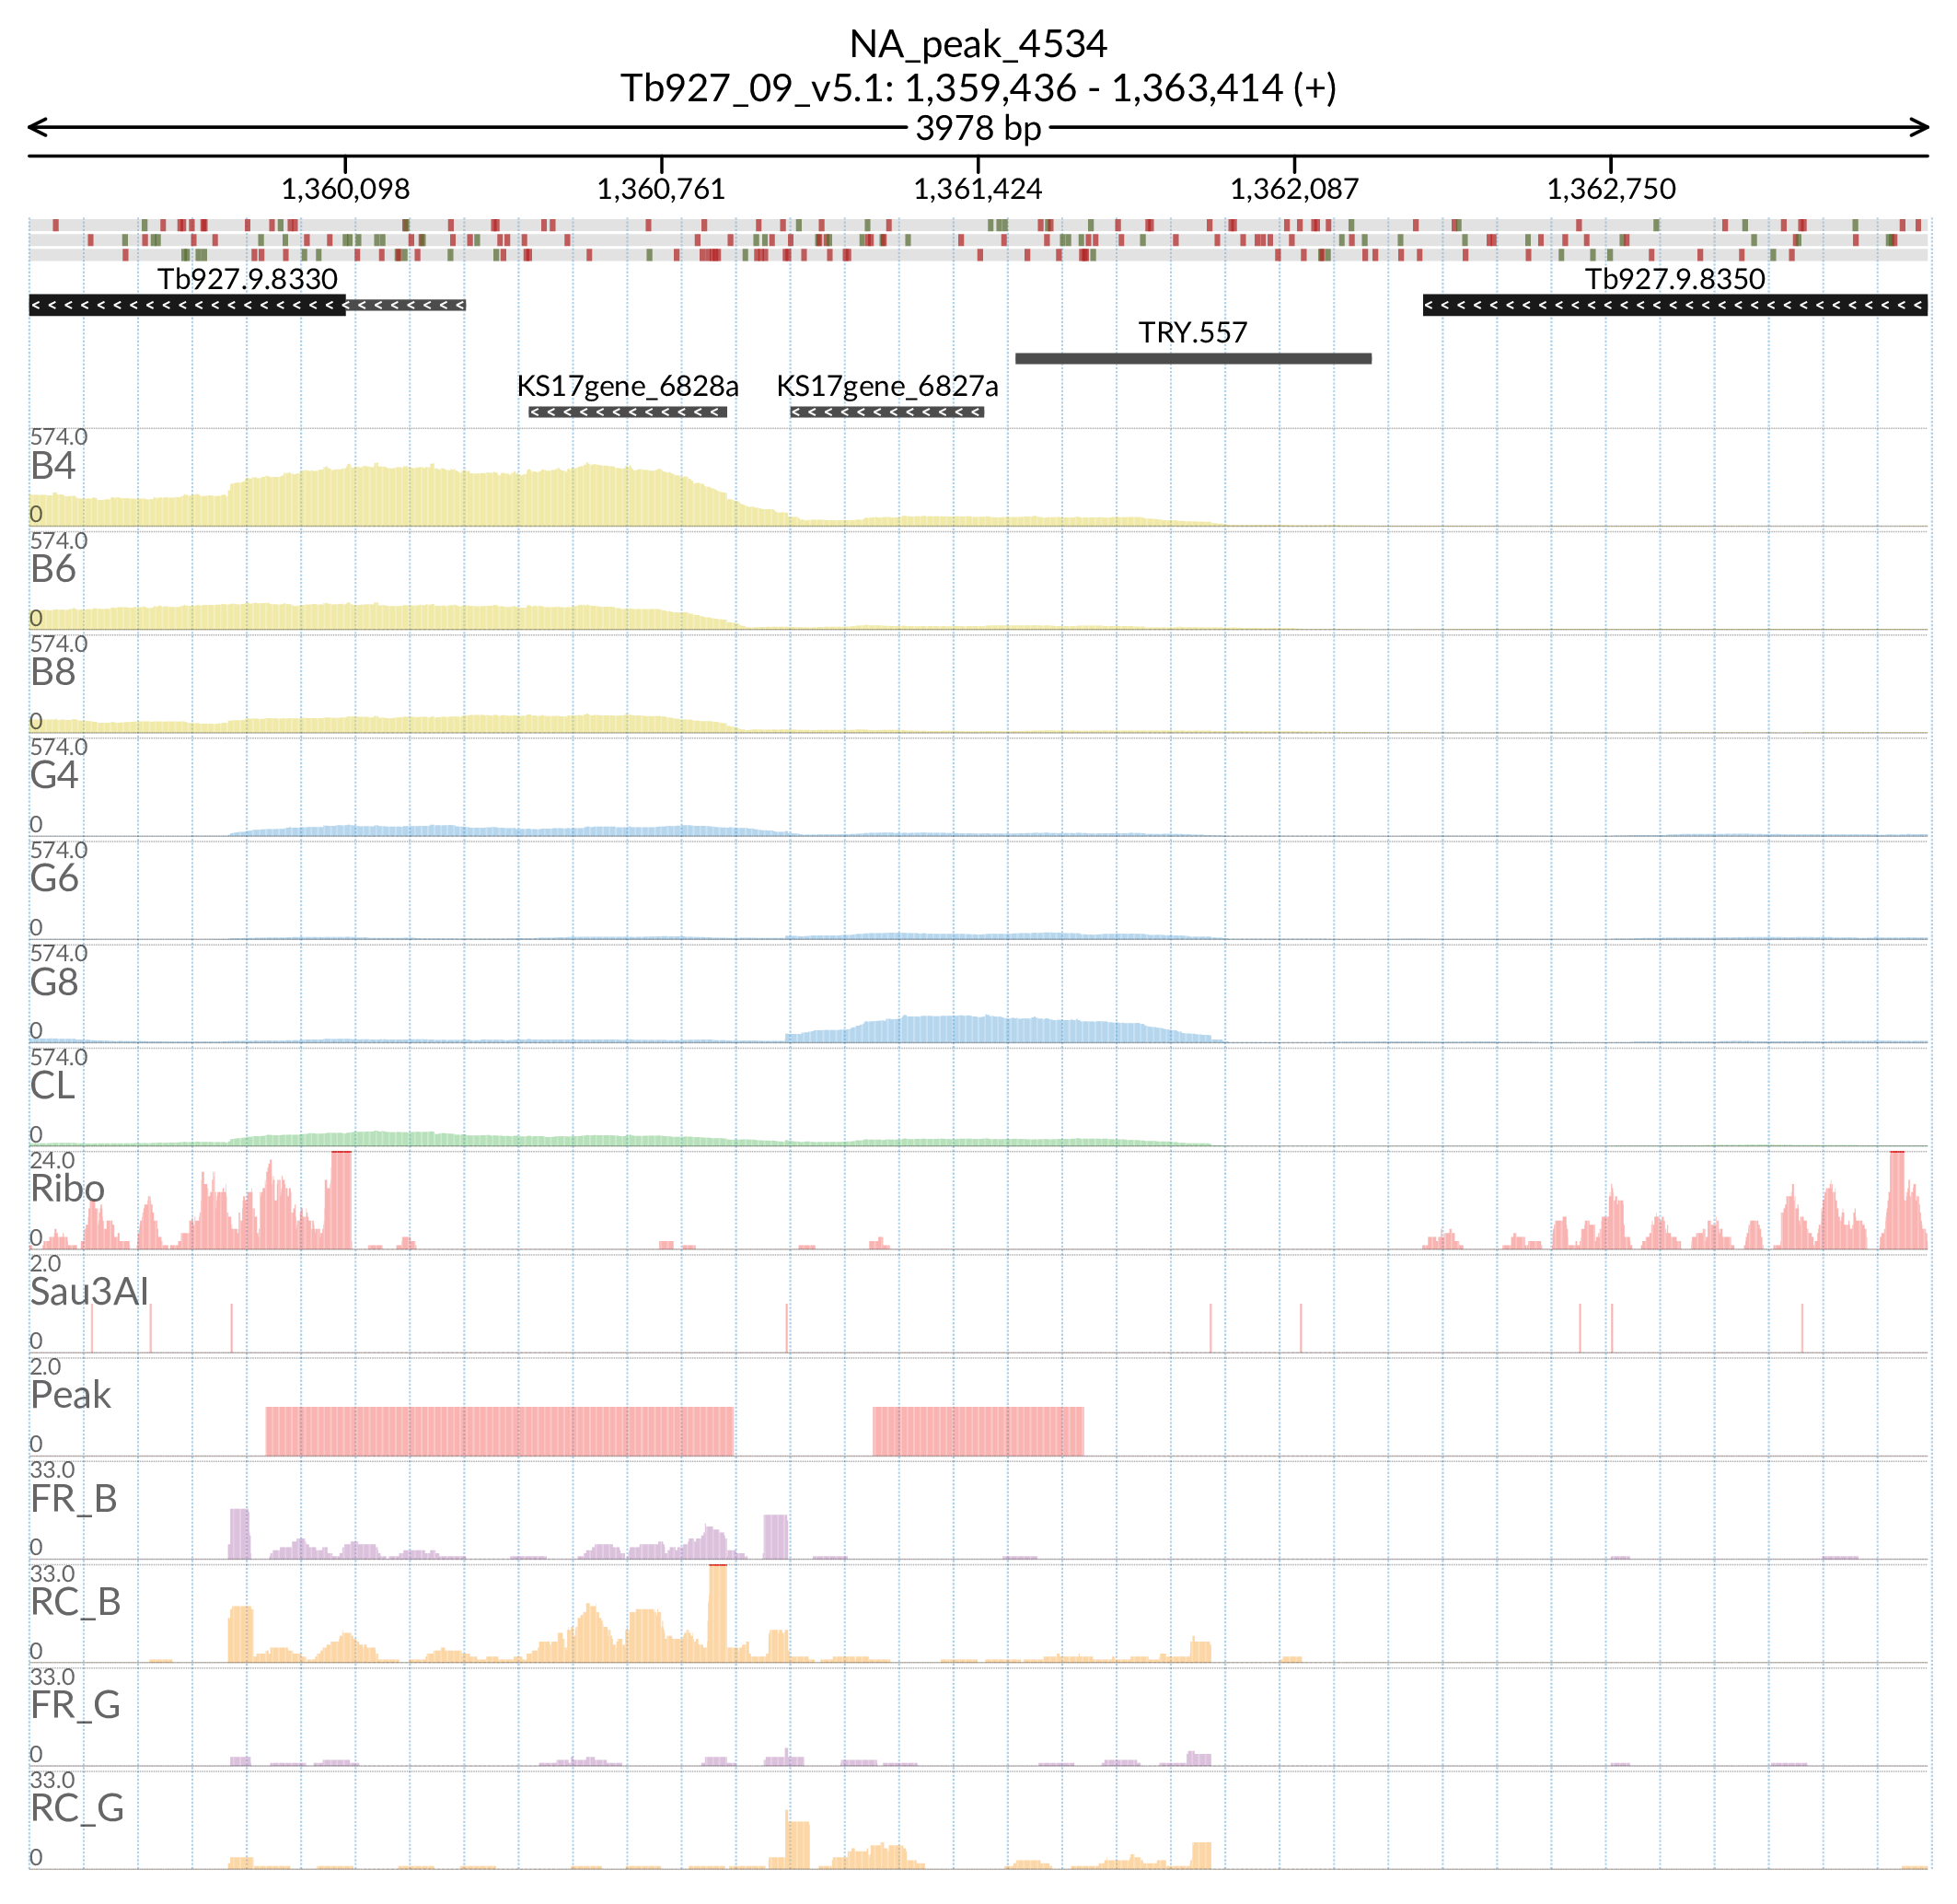 NA_peak_4534
Tb927_09_v5.1: 1,359,436 - 1,363,414 (+)
3978 bp
1,360,098 1,360,761 1,361,424 1,362,087 1,362,750
Tb927.9.8330 Tb927.9.8350
TRY.557
KS17gene_6828a KS17gene_6827a
574.0
B4
0
574.0
B6
0
574.0
B8
0
574.0
G4
0
574.0
G6
0
574.0
G8
0
574.0
CL
0
24.0
Ribo
0
2.0
Sau3AI
0
2.0
Peak
0
33.0
FR_B
0
33.0
RC_B
0
33.0
FR_G
0
33.0
RC_G
0